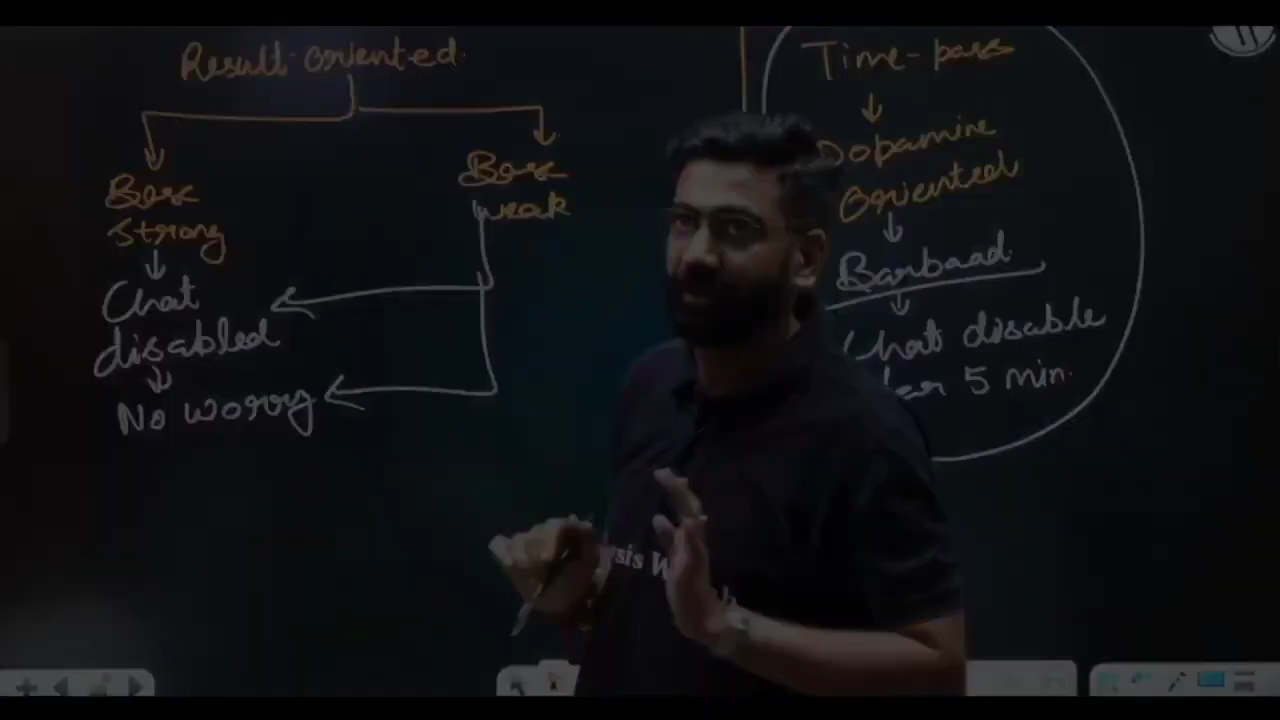 Result-oriented
Base
strong
Chat
disabled
No worry
Base
weak
Time-pass
Dopamine
oriented
Barbaad
Chat disable
5 min.